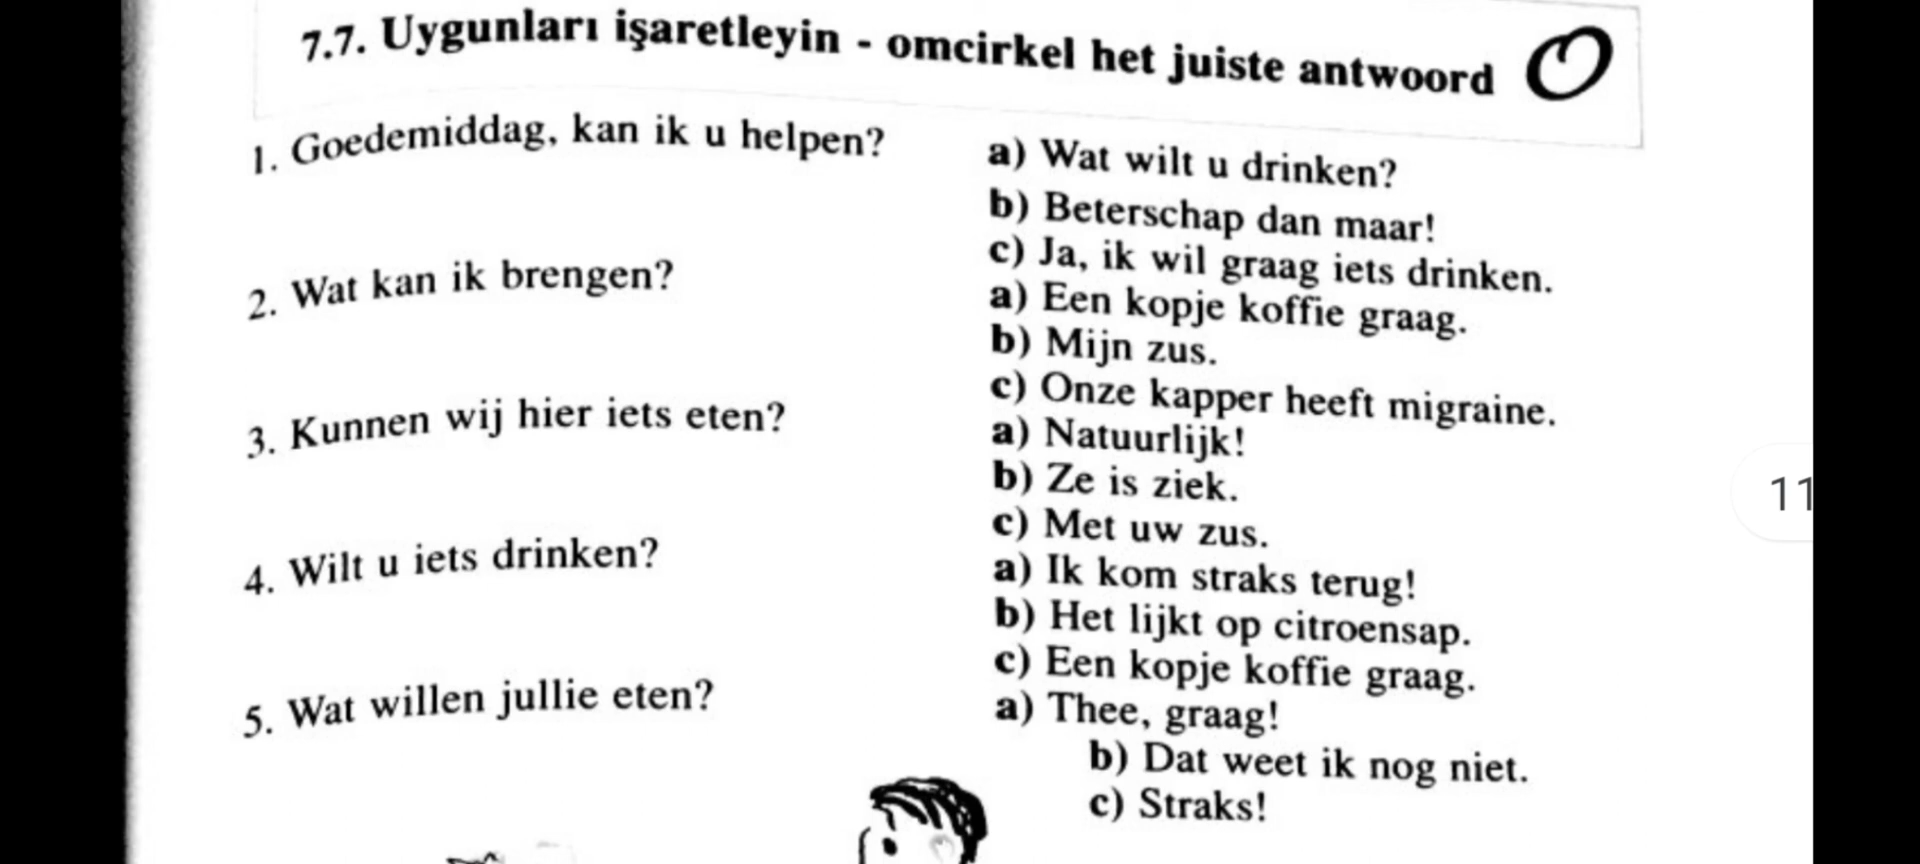 7.7. Uygunları işaretleyin - omcirkel het juiste antwoord O
1. Goedemiddag, kan ik u helpen?
a) Wat wilt u drinken?
b) Beterschap dan maar!
c) Ja, ik wil graag iets drinken.
2. Wat kan ik brengen?
a) Een kopje koffie graag.
b) Mijn zus.
c) Onze kapper heeft migraine.
3. Kunnen wij hier iets eten?
a) Natuurlijk!
b) Ze is ziek.
c) Met uw zus.
4. Wilt u iets drinken?
a) Ik kom straks terug!
b) Het lijkt op citroensap.
c) Een kopje koffie graag.
5. Wat willen jullie eten?
a) Thee, graag!
b) Dat weet ik nog niet.
c) Straks!
11